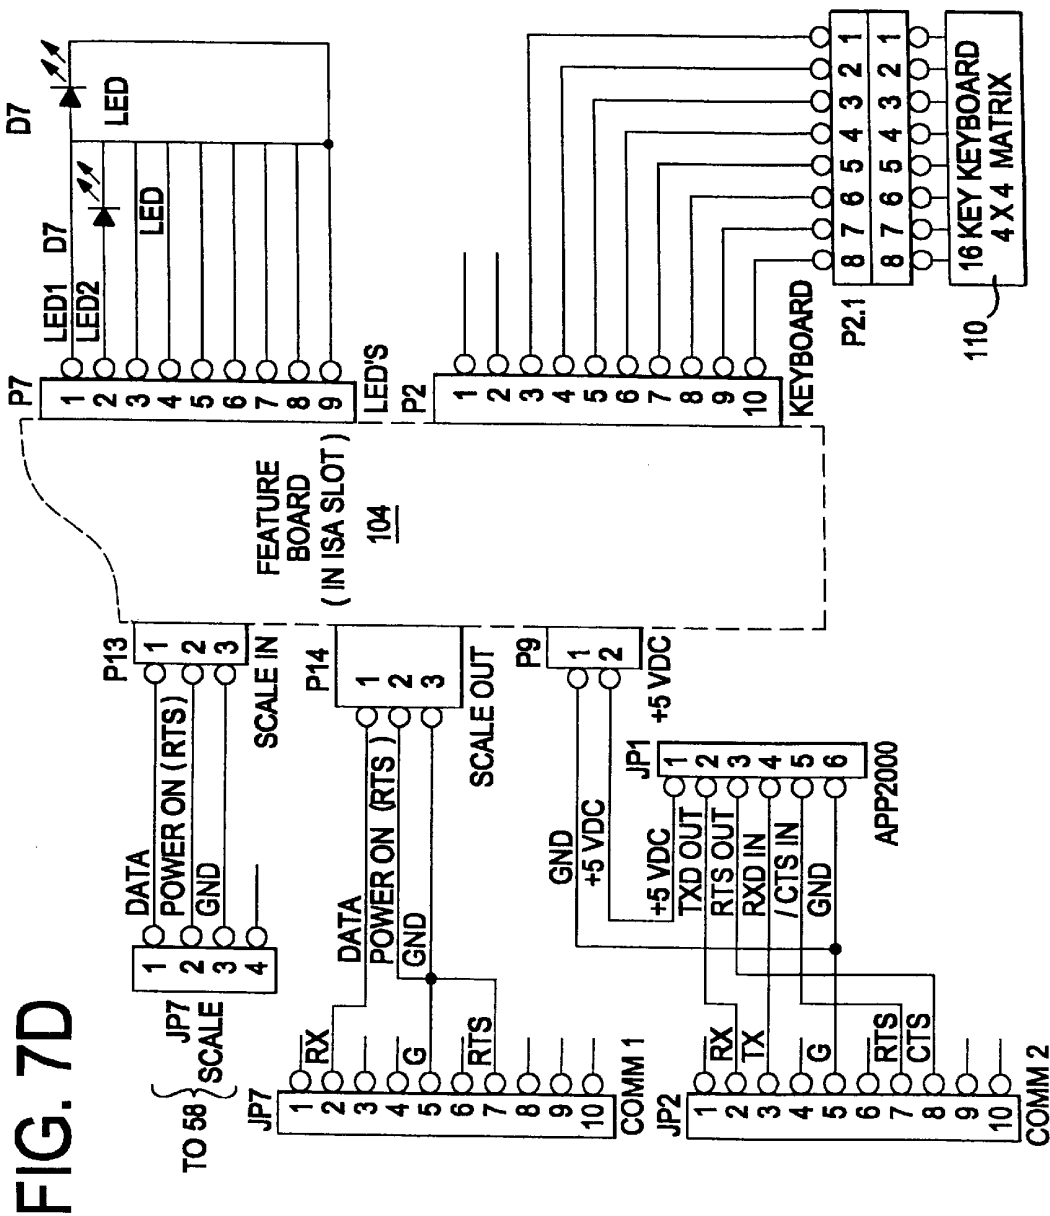 FIG. 7D
TO 58
JP7
SCALE
1
2
3
4
DATA
POWER ON (RTS)
GND
P13
1
2
3
SCALE IN
JP7
1
2
3
4
5
6
7
8
9
10
COMM 1
RX
G
RTS
DATA
POWER ON (RTS)
GND
P14
1
2
3
SCALE OUT
JP2
1
2
3
4
5
6
7
8
9
10
COMM 2
RX
TX
G
RTS
CTS
GND
+5 VDC
P9
1
2
+5 VDC
+5 VDC
TXD OUT
RTS OUT
RXD IN
/ CTS IN
GND
JP1
1
2
3
4
5
6
APP2000
FEATURE
BOARD
( IN ISA SLOT )
104
P7
1
2
3
4
5
6
7
8
9
LED'S
LED1
LED2
D7
LED
D7
LED
P2
1
2
3
4
5
6
7
8
9
10
KEYBOARD
P2.1
8 7 6 5 4 3 2 1
8 7 6 5 4 3 2 1
16 KEY KEYBOARD
4 X 4 MATRIX
110